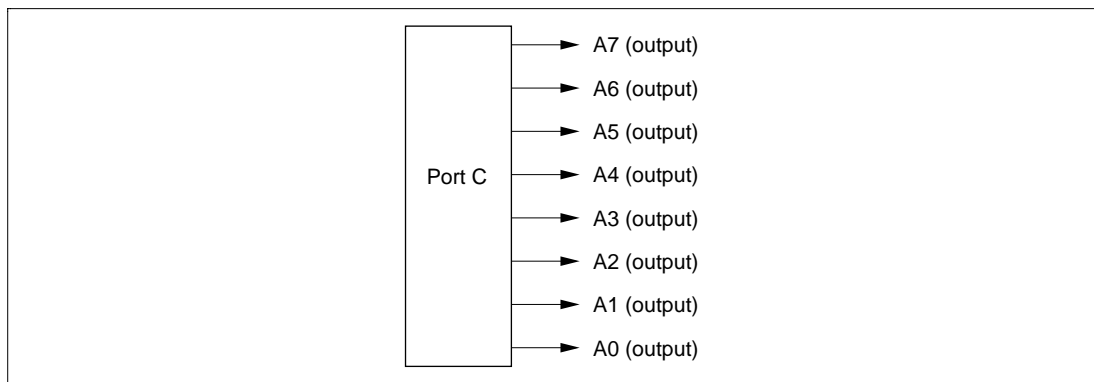 A7 (output)
A6 (output)
A5 (output)
Port C
A4 (output)
A3 (output)
A2 (output)
A1 (output)
A0 (output)